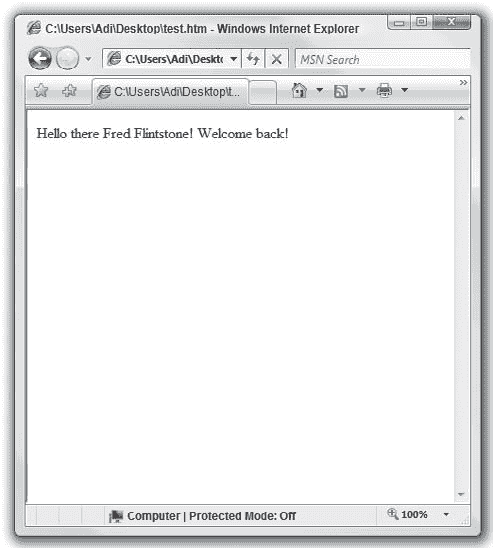 C:\Users\Adi\Desktop\test.htm - Windows Internet Explorer
C:\Users\Adi\Deskto
MSN Search
C:\Users\Adi\Desktop\t...
Hello there Fred Flintstone! Welcome back!
Computer | Protected Mode: Off
100%